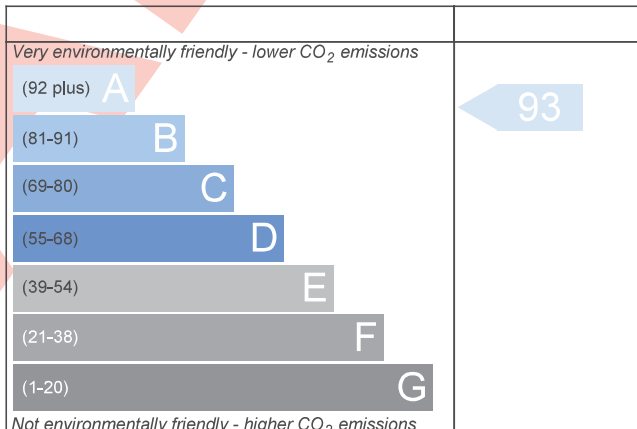 Very environmentally friendly - lower CO2 emissions
(92 plus) A
93
(81-91) B
(69-80) C
(55-68) D
(39-54) E
(21-38) F
(1-20) G
Not environmentally friendly - higher CO2 emissions